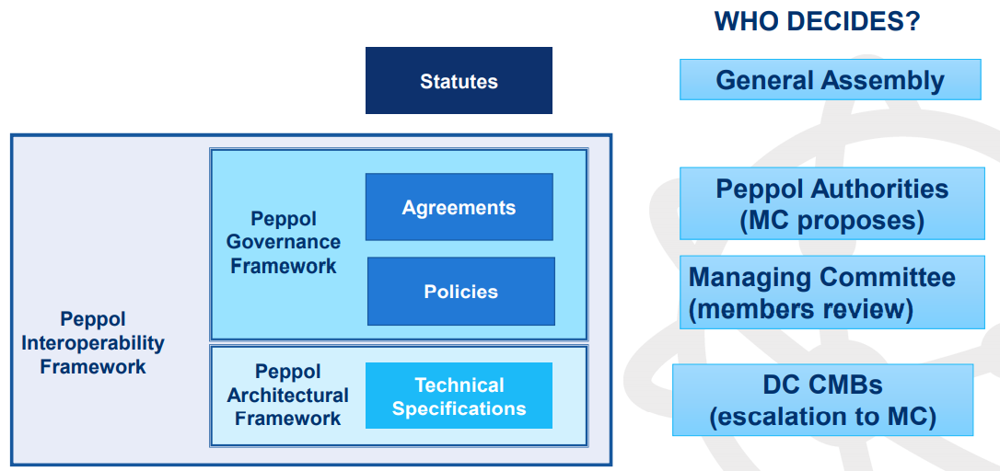 WHO DECIDES?
Statutes
General Assembly
Peppol
Interoperability
Framework
Peppol
Governance
Framework
Agreements
Peppol Authorities
(MC proposes)
Policies
Managing Committee
(members review)
Peppol
Architectural
Framework
Technical
Specifications
DC CMBs
(escalation to MC)